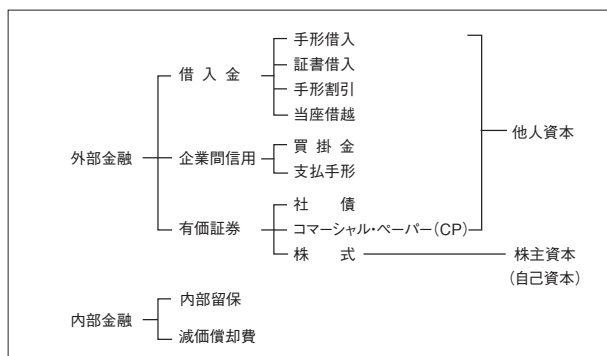 手形借入
証書借入
借入金
手形割引
当座借越
他人資本
買掛金
外部金融
企業間信用
支払手形
社債
有価証券
コマーシャル・ペーパー(CP)
株式
株主資本
(自己資本)
内部留保
内部金融
減価償却費